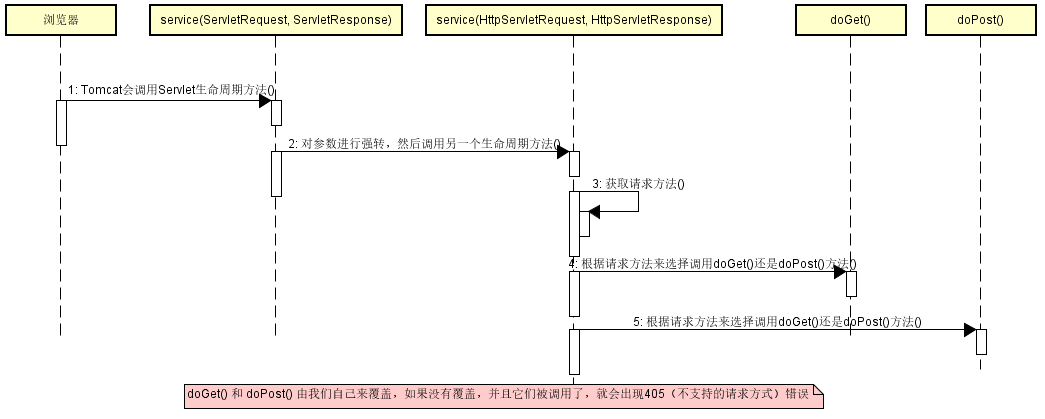 浏览器
service(ServletRequest, ServletResponse)
service(HttpServletRequest, HttpServletResponse)
doGet()
doPost()
1: Tomcat会调用Servlet生命周期方法()
2: 对参数进行强转，然后调用另一个生命周期方法()
3: 获取请求方法()
4: 根据请求方法来选择调用doGet()还是doPost()方法()
5: 根据请求方法来选择调用doGet()还是doPost()方法()
doGet() 和 doPost() 由我们自己来覆盖，如果没有覆盖，并且它们被调用了，就会出现405（不支持的请求方式）错误